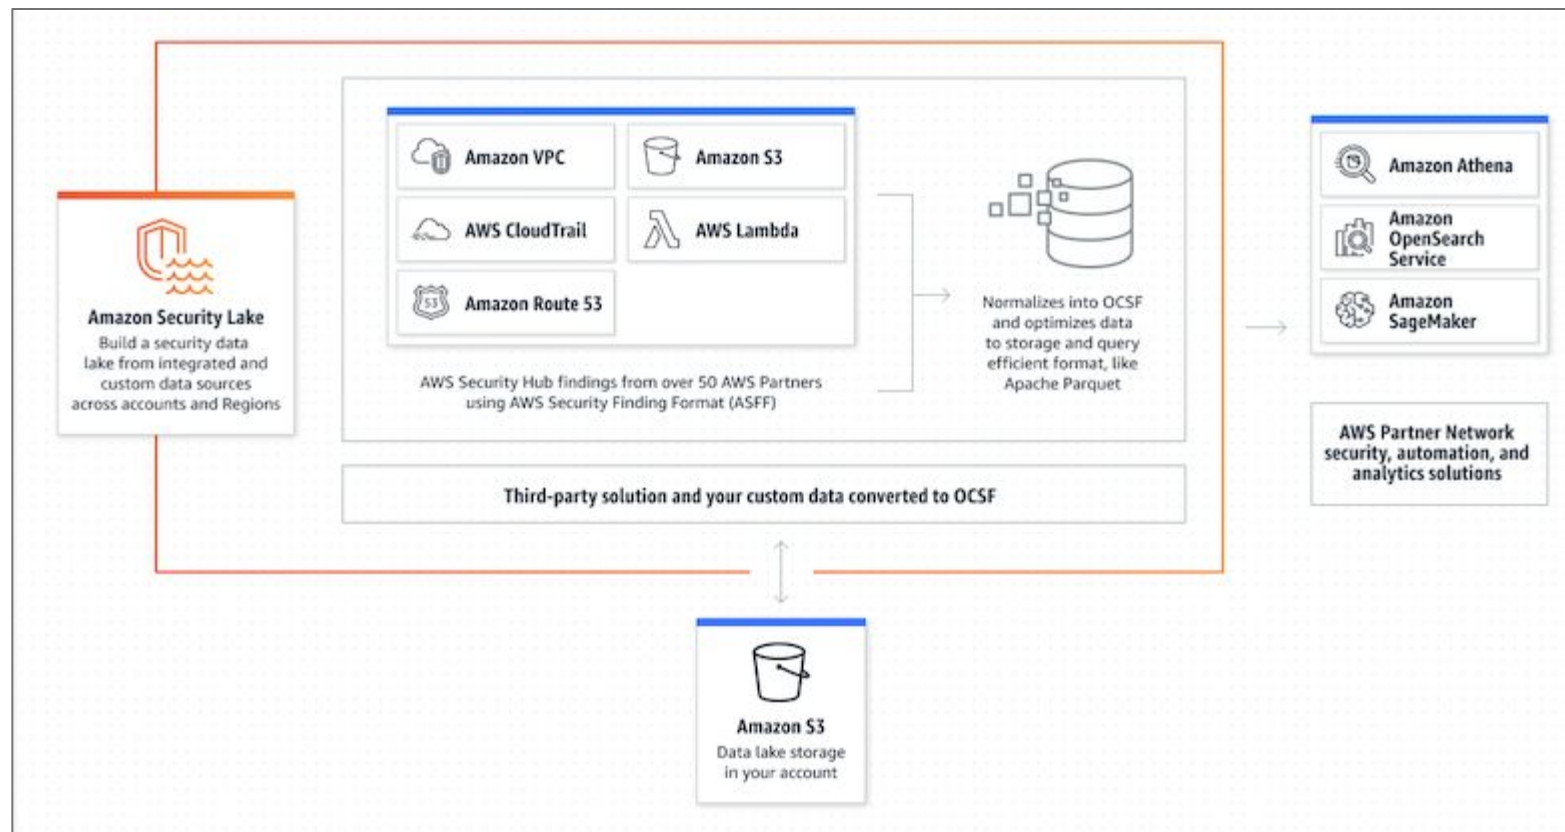 Amazon Security Lake
Build a security data
lake from integrated and
custom data sources
across accounts and Regions
Amazon VPC
Amazon S3
AWS CloudTrail
AWS Lambda
53
Amazon Route 53
AWS Security Hub findings from over 50 AWS Partners
using AWS Security Finding Format (ASFF)
Normalizes into OCSF
and optimizes data
to storage and query
efficient format, like
Apache Parquet
Third-party solution and your custom data converted to OCSF
Amazon S3
Data lake storage
in your account
Amazon Athena
Amazon
OpenSearch
Service
Amazon
SageMaker
AWS Partner Network
security, automation, and
analytics solutions